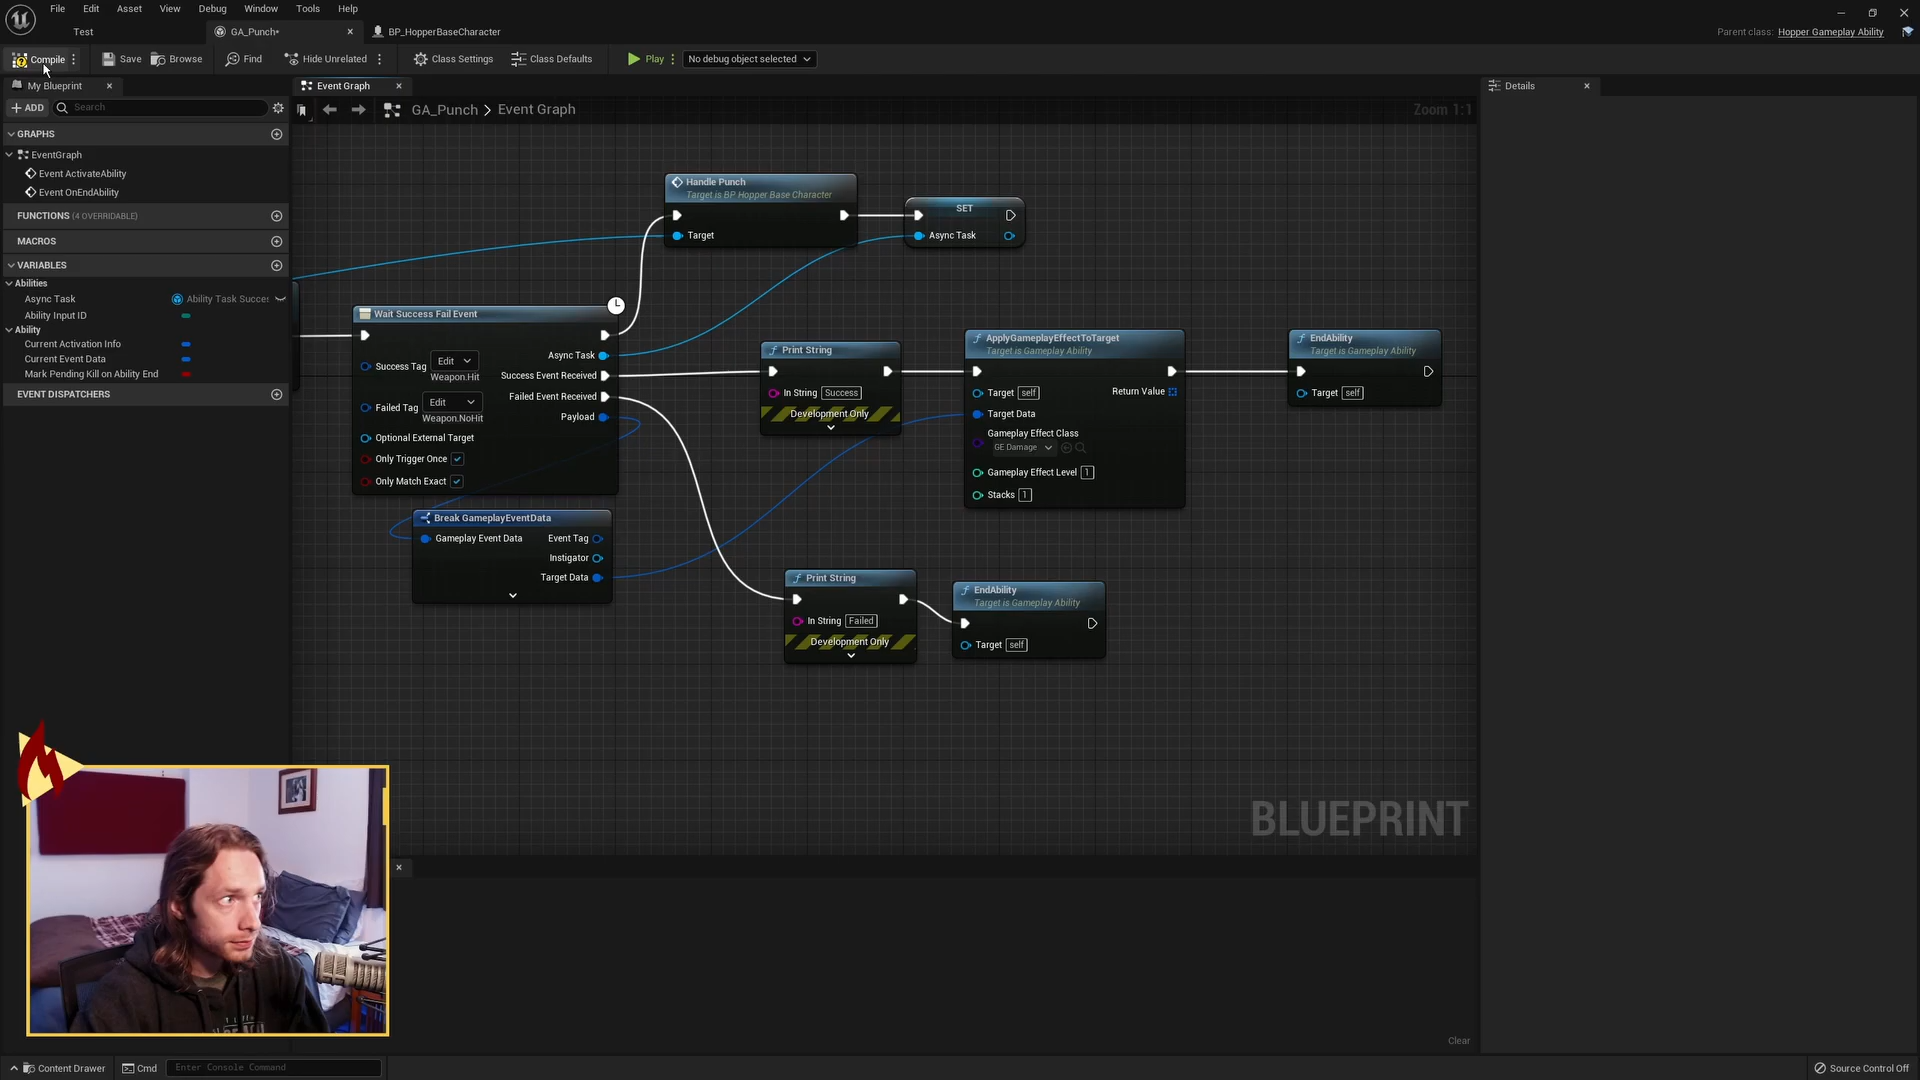 File Edit Asset View Debug Window Tools Help
Test GA_Punch* BP_HopperBaseCharacter
Parent class: Hopper Gameplay Ability
Compile Save Browse Find Hide Unrelated Class Settings Class Defaults Play No debug object selected
My Blueprint
ADD Search
GRAPHS
EventGraph
Event ActivateAbility
Event OnEndAbility
FUNCTIONS (4 OVERRIDABLE)
MACROS
VARIABLES
Abilities
Async Task Ability Task Succes
Ability Input ID
Ability
Current Activation Info
Current Event Data
Mark Pending Kill on Ability End
EVENT DISPATCHERS
Event Graph
GA_Punch > Event Graph
Zoom 1:1
Handle Punch
Target is BP Hopper Base Character
Target
SET
Async Task
Wait Success Fail Event
Async Task
Success Tag Edit
Weapon.Hit
Success Event Received
Failed Event Received
Failed Tag Edit
Weapon.NoHit
Payload
Optional External Target
Only Trigger Once
Only Match Exact
Break GameplayEventData
Gameplay Event Data Event Tag
Instigator
Target Data
Print String
In String Success
Development Only
ApplyGameplayEffectToTarget
Target is Gameplay Ability
Target self Return Value
Target Data
Gameplay Effect Class
GE Damage
Gameplay Effect Level 1
Stacks 1
EndAbility
Target is Gameplay Ability
Target self
Print String
In String Failed
Development Only
EndAbility
Target is Gameplay Ability
Target self
BLUEPRINT
Details
Clear
Content Drawer Cmd Enter Console Command
Source Control Off